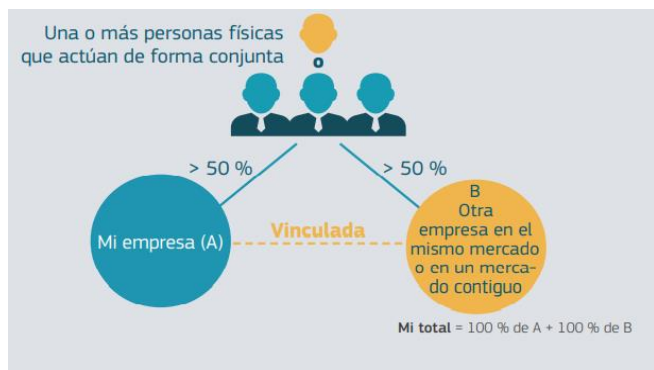 Una o más personas físicas
que actúan de forma conjunta
o
> 50 %
> 50 %
Mi empresa (A)
Vinculada
B
Otra
empresa en el
mismo mercado
o en un merca-
do contiguo
Mi total = 100 % de A + 100 % de B